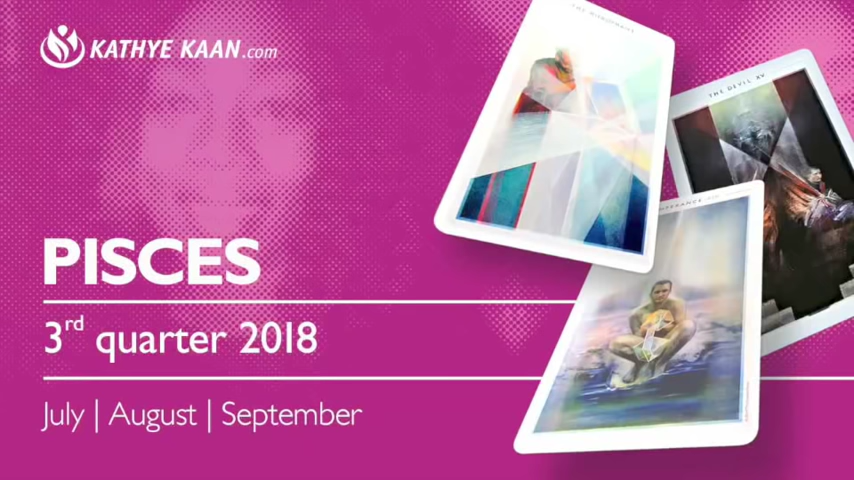 KATHYE KAAN.com
THE DEVIL XV
PISCES
3rd quarter 2018
July | August | September